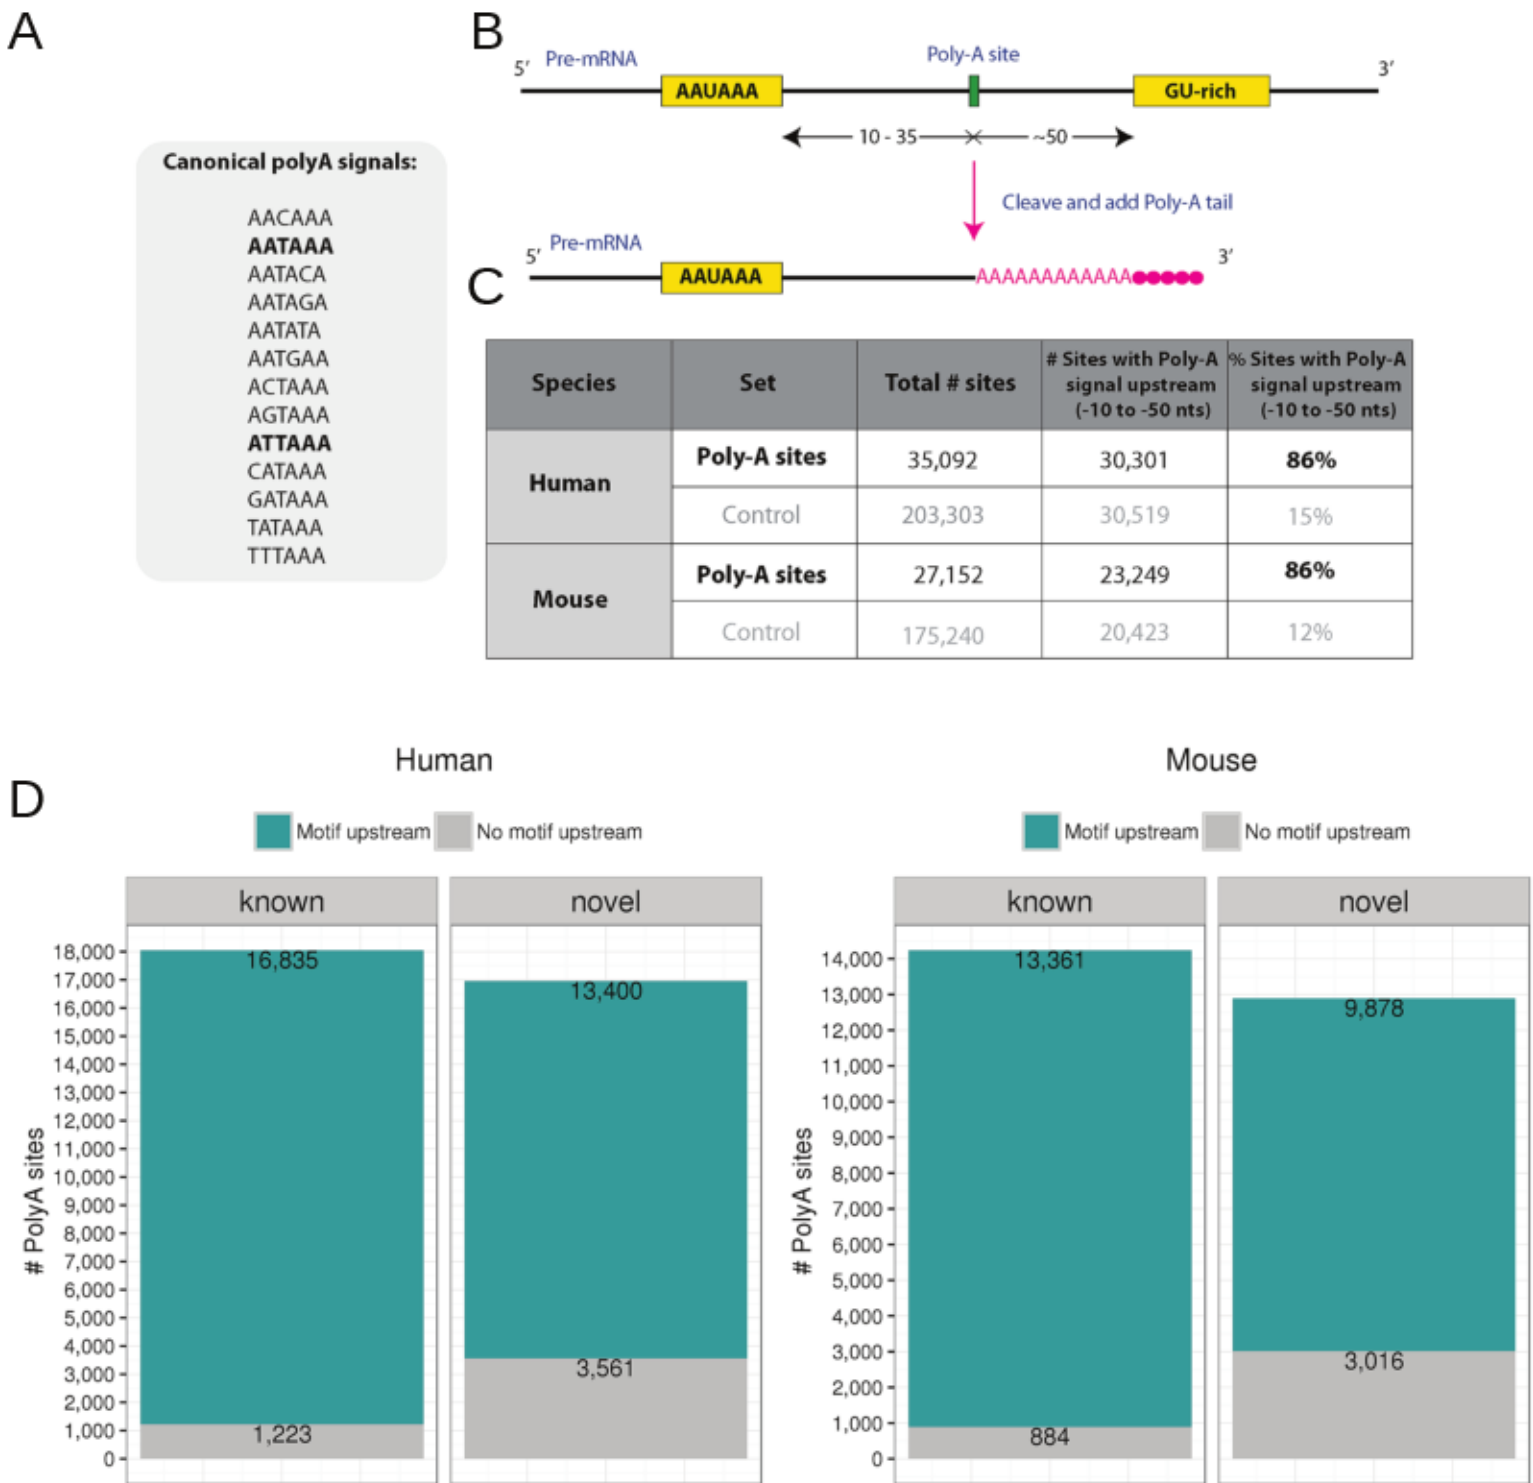 A
Canonical polyA signals:
AACAAA
AATAAA
AATACA
AATAGA
AATATA
AATGAA
ACTAAA
AGTAAA
ATTAAA
CATAAA
GATAAA
TATAAA
TTTAAA
B
5′ Pre-mRNA Poly-A site 3′
AAUAAA GU-rich
10 - 35 ~50
Cleave and add Poly-A tail
5′ Pre-mRNA 3′
AAUAAA AAAAAAAAAAAA
C
Species Set Total # sites # Sites with Poly-A signal upstream (-10 to -50 nts) % Sites with Poly-A signal upstream (-10 to -50 nts)
Human Poly-A sites 35,092 30,301 86%
Control 203,303 30,519 15%
Mouse Poly-A sites 27,152 23,249 86%
Control 175,240 20,423 12%
D
Human
Motif upstream No motif upstream
known novel
# PolyA sites
18,000
17,000
16,000
15,000
14,000
13,000
12,000
11,000
10,000
9,000
8,000
7,000
6,000
5,000
4,000
3,000
2,000
1,000
0
16,835
1,223
13,400
3,561
Mouse
Motif upstream No motif upstream
known novel
# PolyA sites
14,000
13,000
12,000
11,000
10,000
9,000
8,000
7,000
6,000
5,000
4,000
3,000
2,000
1,000
0
13,361
884
9,878
3,016